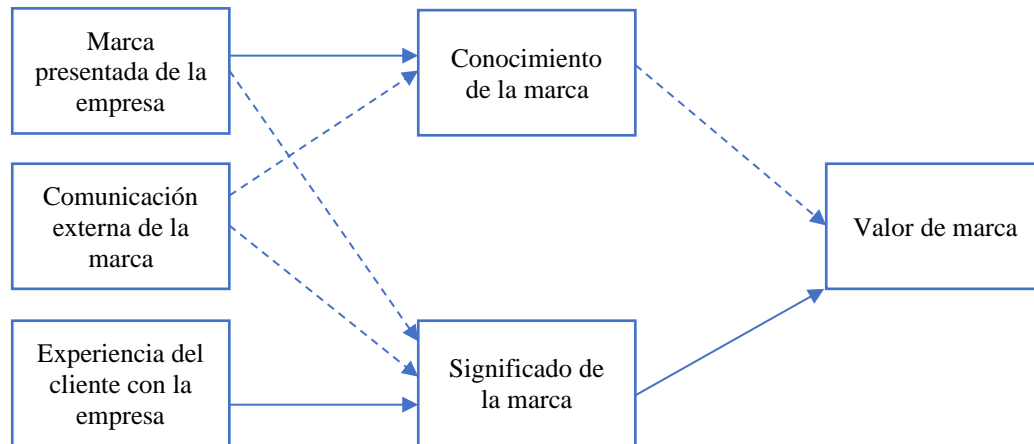 Marca
presentada de la
empresa
Conocimiento
de la marca
Comunicación
externa de la
marca
Valor de marca
Experiencia del
cliente con la
empresa
Significado de
la marca